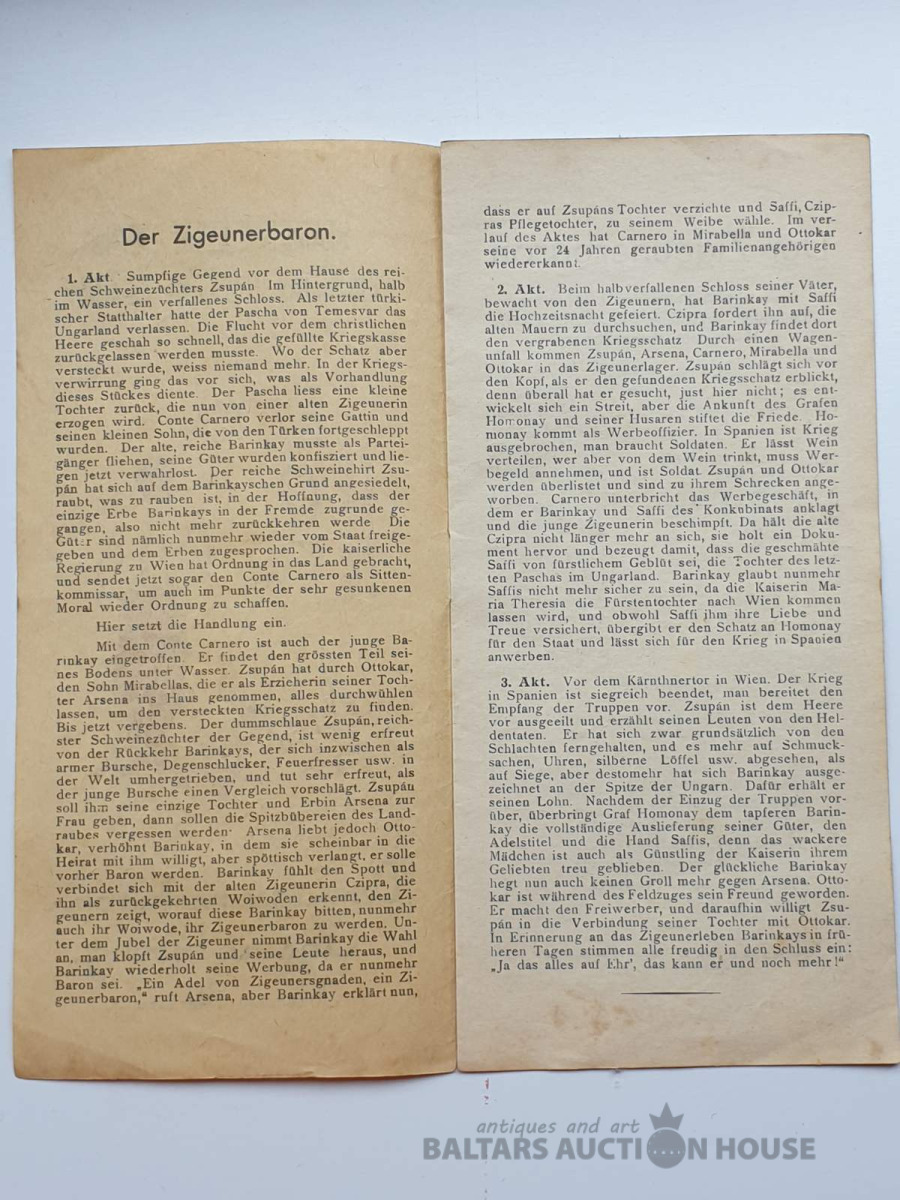 Der Zigeunerbaron.
1. Akt Sumpfige Gegend vor dem Hause des rei-
chen Schweinezüchters Zsupán Im Hintergrund, halb
im Wasser, ein verfallenes Schloss. Als letzter türki-
scher Statthalter hatte der Pascha von Temesvar das
Ungarland verlassen. Die Flucht vor dem christlichen
Heere geschah so schnell, das die gefüllte Kriegskasse
zurückgelassen werden musste. Wo der Schatz aber
versteckt wurde, weiss niemand mehr. In der Kriegs-
verwirrung ging das vor sich, was als Vorhandlung
dieses Stückes diente. Der Pascha liess eine kleine
Tochter zurück, die nun von einer alten Zigeunerin
erzogen wird. Conte Carnero verlor seine Gattin und
seinen kleinen Sohn, die von den Türken fortgeschleppt
wurden. Der alte, reiche Barinkay musste als Partei-
gänger fliehen, seine Güter wurden konfisziert und lie-
gen jetzt verwahrlost. Der reiche Schweinehirt Zsu-
pán hat sich auf dem Barinkayschen Grund angesiedelt,
raubt, was zu rauben ist, in der Hoffnung, dass der
einzige Erbe Barinkays in der Fremde zugrunde ge-
gangen, also nicht mehr zurückkehren werde Die
Güter sind nämlich nunmehr wieder vom Staat freige-
geben und dem Erben zugesprochen. Die kaiserliche
Regierung zu Wien hat Ordnung in das Land gebracht,
und sendet jetzt sogar den Conte Carnero als Sitten-
kommissar, um auch im Punkte der sehr gesunkenen
Moral wieder Ordnung zu schaffen.
Hier setzt die Handlung ein.
Mit dem Conte Carnero ist auch der junge Ba-
rinkay eingetroffen. Er findet den grössten Teil sei-
nes Bodens unter Wasser. Zsupán hat durch Ottokar,
den Sohn Mirabellas, die er als Erzieherin seiner Toch-
ter Arsena ins Haus genommen, alles durchwühlen
lassen, um den versteckten Kriegsschatz zu finden.
Bis jetzt vergebens. Der dummschlaue Zsupán, reich-
ster Schweinezüchter der Gegend, ist wenig erfreut
von der Rückkehr Barinkays, der sich inzwischen als
armer Bursche, Degenschlucker, Feuerfresser usw. in
der Welt umhergetrieben, und tut sehr erfreut, als
der junge Bursche einen Vergleich vorschlägt. Zsupáu
soll ihm seine einzige Tochter und Erbin Arsena zur
Frau geben, dann sollen die Spitzbübereien des Land-
raubes vergessen werden· Arsena liebt jedoch Otto-
kar, verhöhnt Barinkay, in dem sie scheinbar in die
Heirat mit ihm willigt, aber spöttisch verlangt, er solle
vorher Baron werden. Barinkay fühlt den Spott und
verbindet sich mit der alten Zigeunerin Czipra, die
ihn als zurückgekehrten Woiwoden erkennt, den Zi-
geunern zeigt, worauf diese Barinkay bitten, nunmehr
auch ihr Woiwode, ihr Zigeunerbaron zu werden. Un-
ter dem Jubel der Zigeuner nimmt Barinkay die Wahl
an, man klopft Zsupán und seine Leute heraus, und
Barinkay wiederholt seine Werbung, da er nunmehr
Baron sei. „Ein Adel von Zigeunersgnaden, ein Zi-
geunerbaron,“ ruft Arsena, aber Barinkay erklärt nun,
dass er auf Zsupáns Tochter verzichte und Saffi, Czip-
ras Pflegetochter, zu seinem Weibe wähle. Im ver-
lauf des Aktes hat Carnero in Mirabella und Ottokar
seine vor 24 Jahren geraubten Familienangehörigen
wiedererkannt.
2. Akt. Beim halbverfallenen Schloss seiner Väter,
bewacht von den Zigeunern, hat Barinkay mit Saffi
die Hochzeitsnacht gefeiert. Czipra fordert ihn auf, die
alten Mauern zu durchsuchen, und Barinkay findet dort
den vergrabenen Kriegsschatz Durch einen Wagen-
unfall kommen Zsupán, Arsena, Carnero, Mirabella und
Ottokar in das Zigeunerlager. Zsupán schlägt sich vor
den Kopf, als er den gefundenen Kriegsschatz erblickt,
denn überall hat er gesucht, just hier nicht; es ent-
wickelt sich ein Streit, aber die Ankunft des Grafen
Homonay und seiner Husaren stiftet die Friede. Ho-
monay kommt als Werbeoffizier. In Spanien ist Krieg
ausgebrochen, man braucht Soldaten. Er lässt Wein
verteilen, wer aber von dem Wein trinkt, muss Wer-
begeld annehmen, und ist Soldat. Zsupán und Ottokar
werden überlistet und sind zu ihrem Schrecken ange-
worben. Carnero unterbricht das Werbegeschäft, in
dem er Barinkay und Saffi des Konkubinats anklagt
und die junge Zigeunerin beschimpft. Da hält die alte
Czipra nicht länger mehr an sich, sie holt ein Doku-
ment hervor und bezeugt damit, dass die geschmähte
Saffi von fürstlichem Geblüt sei, die Tochter des letz-
ten Paschas im Ungarland. Barinkay glaubt nunmehr
Saffis nicht mehr sicher zu sein, da die Kaiserin Ma-
ria Theresia die Fürstentochter nach Wien kommen
lassen wird, und obwohl Saffi jhm ihre Liebe und
Treue versichert, übergibt er den Schatz an Homonay
für den Staat und lässt sich für den Krieg in Spanien
anwerben.
3. Akt. Vor dem Kärnthnertor in Wien. Der Krieg
in Spanien ist siegreich beendet, man bereitet den
Empfang der Truppen vor. Zsupán ist dem Heere
vor ausgeeilt und erzählt seinen Leuten von den Hel-
dentaten. Er hat sich zwar grundsätzlich von den
Schlachten ferngehalten, und es mehr auf Schmuck-
sachen, Uhren, silberne Löffel usw. abgesehen, als
auf Siege, aber destomehr hat sich Barinkay ausge-
zeichnet an der Spitze der Ungarn. Dafür erhält er
seinen Lohn. Nachdem der Einzug der Truppen vor-
über, überbringt Graf Homonay dem tapferen Barin-
kay die vollständige Auslieferung seiner Güter, den
Adelstitel und die Hand Saffis, denn das wackere
Mädchen ist auch als Günstling der Kaiserin ihrem
Geliebten treu geblieben. Der glückliche Barinkay
hegt nun auch keinen Groll mehr gegen Arsena. Otto-
kar ist während des Feldzuges sein Freund geworden.
Er macht den Freiwerber, und daraufhin willigt Zsu-
pán in die Verbindung seiner Tochter mit Ottokar.
In Erinnerung an das Zigeunerleben Barinkays in frü-
heren Tagen stimmen alle freudig in den Schluss ein:
„Ja das alles auf Ehr', das kann er und noch mehr!“
antiques and art
BALTARS AUCTION HOUSE